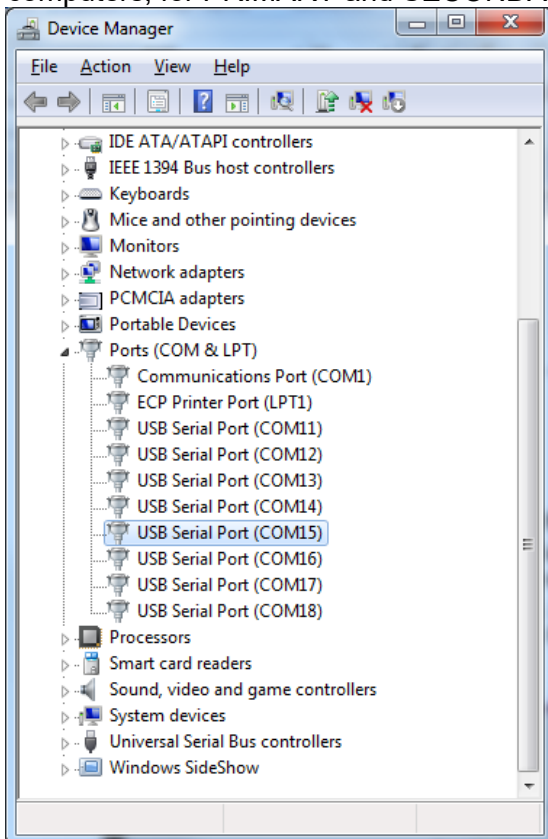 Device Manager
File Action View Help
IDE ATA/ATAPI controllers
IEEE 1394 Bus host controllers
Keyboards
Mice and other pointing devices
Monitors
Network adapters
PCMCIA adapters
Portable Devices
Ports (COM & LPT)
Communications Port (COM1)
ECP Printer Port (LPT1)
USB Serial Port (COM11)
USB Serial Port (COM12)
USB Serial Port (COM13)
USB Serial Port (COM14)
USB Serial Port (COM15)
USB Serial Port (COM16)
USB Serial Port (COM17)
USB Serial Port (COM18)
Processors
Smart card readers
Sound, video and game controllers
System devices
Universal Serial Bus controllers
Windows SideShow